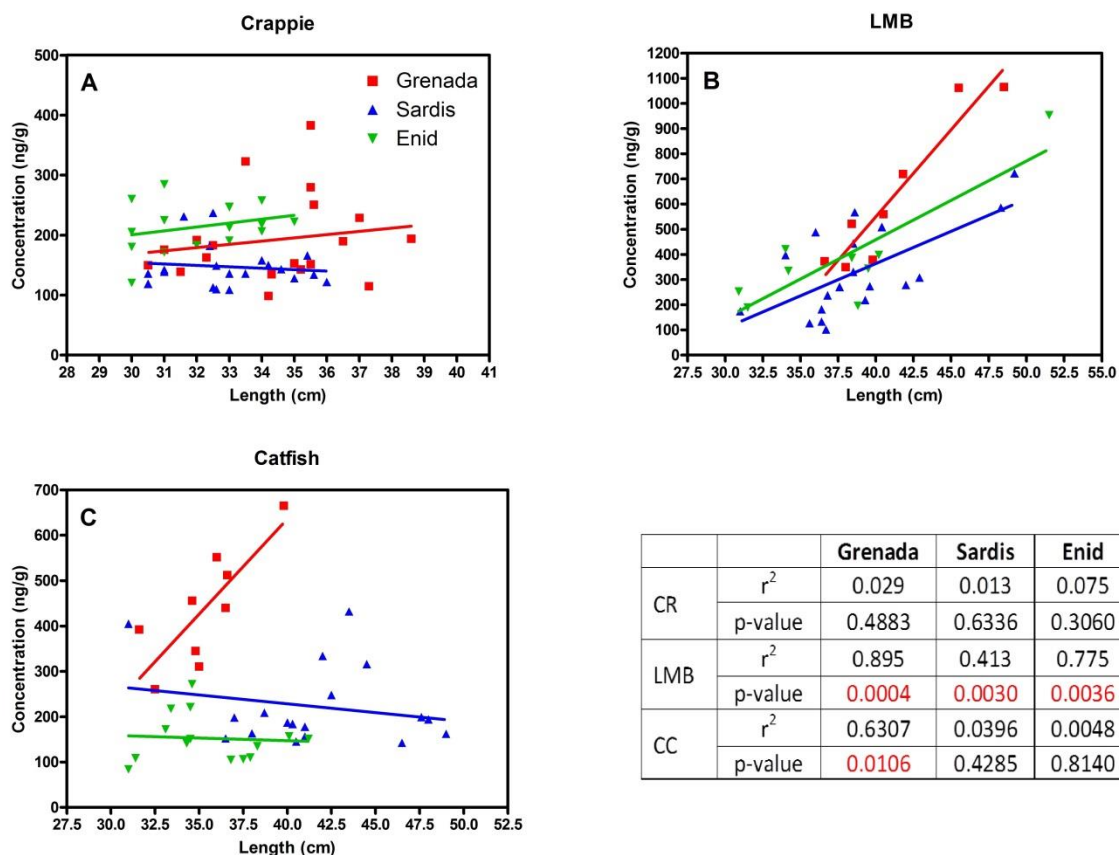 Crappie
A
Grenada
Sardis
Enid
500
400
300
200
100
0
Concentration (ng/g)
28 29 30 31 32 33 34 35 36 37 38 39 40 41
Length (cm)
LMB
B
1200
1100
1000
900
800
700
600
500
400
300
200
100
0
Concentration (ng/g)
27.5 30.0 32.5 35.0 37.5 40.0 42.5 45.0 47.5 50.0 52.5 55.0
Length (cm)
Catfish
C
700
600
500
400
300
200
100
0
Concentration (ng/g)
27.5 30.0 32.5 35.0 37.5 40.0 42.5 45.0 47.5 50.0 52.5
Length (cm)
Grenada Sardis Enid
CR r² 0.029 0.013 0.075
p-value 0.4883 0.6336 0.3060
LMB r² 0.895 0.413 0.775
p-value 0.0004 0.0030 0.0036
CC r² 0.6307 0.0396 0.0048
p-value 0.0106 0.4285 0.8140